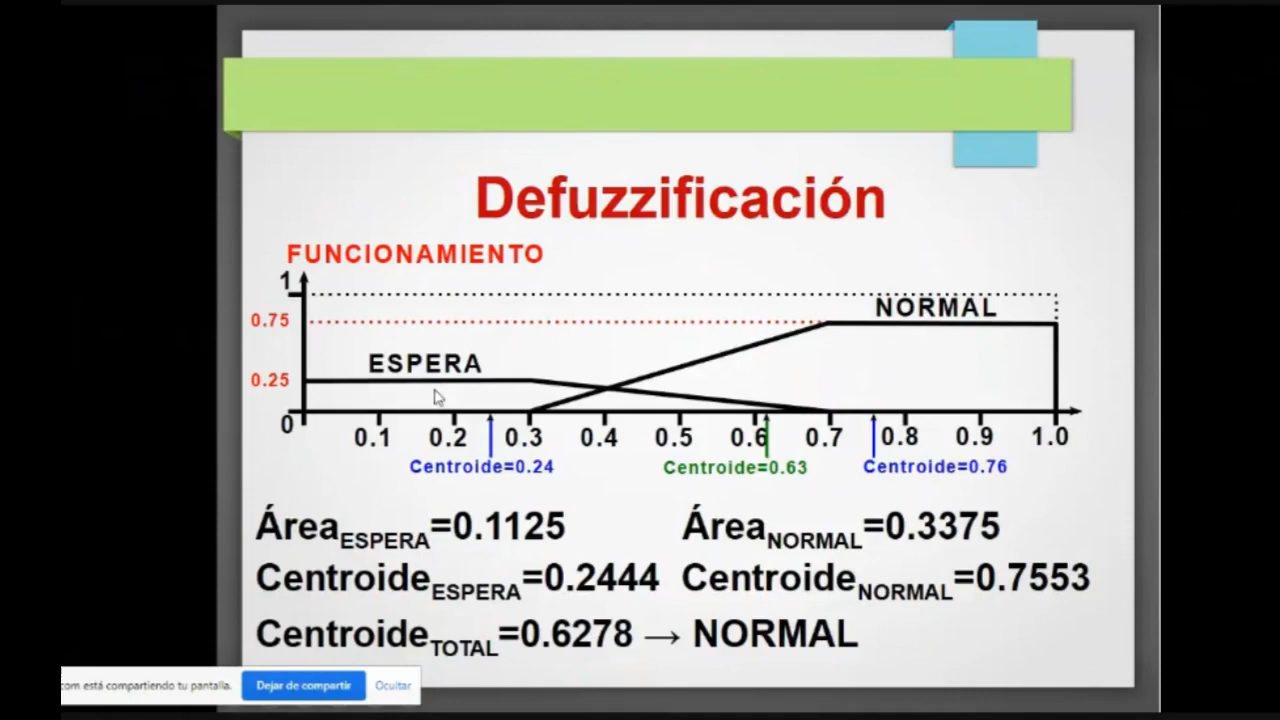 Defuzzificación
FUNCIONAMIENTO
1
NORMAL
0.75
ESPERA
0.25
0 0.1 0.2 0.3 0.4 0.5 0.6 0.7 0.8 0.9 1.0
Centroide=0.24 Centroide=0.63 Centroide=0.76
ÁreaESPERA=0.1125 ÁreaNORMAL=0.3375
CentroideESPERA=0.2444 CentroideNORMAL=0.7553
CentroideTOTAL=0.6278 → NORMAL
com está compartiendo tu pantalla. Dejar de compartir Ocultar